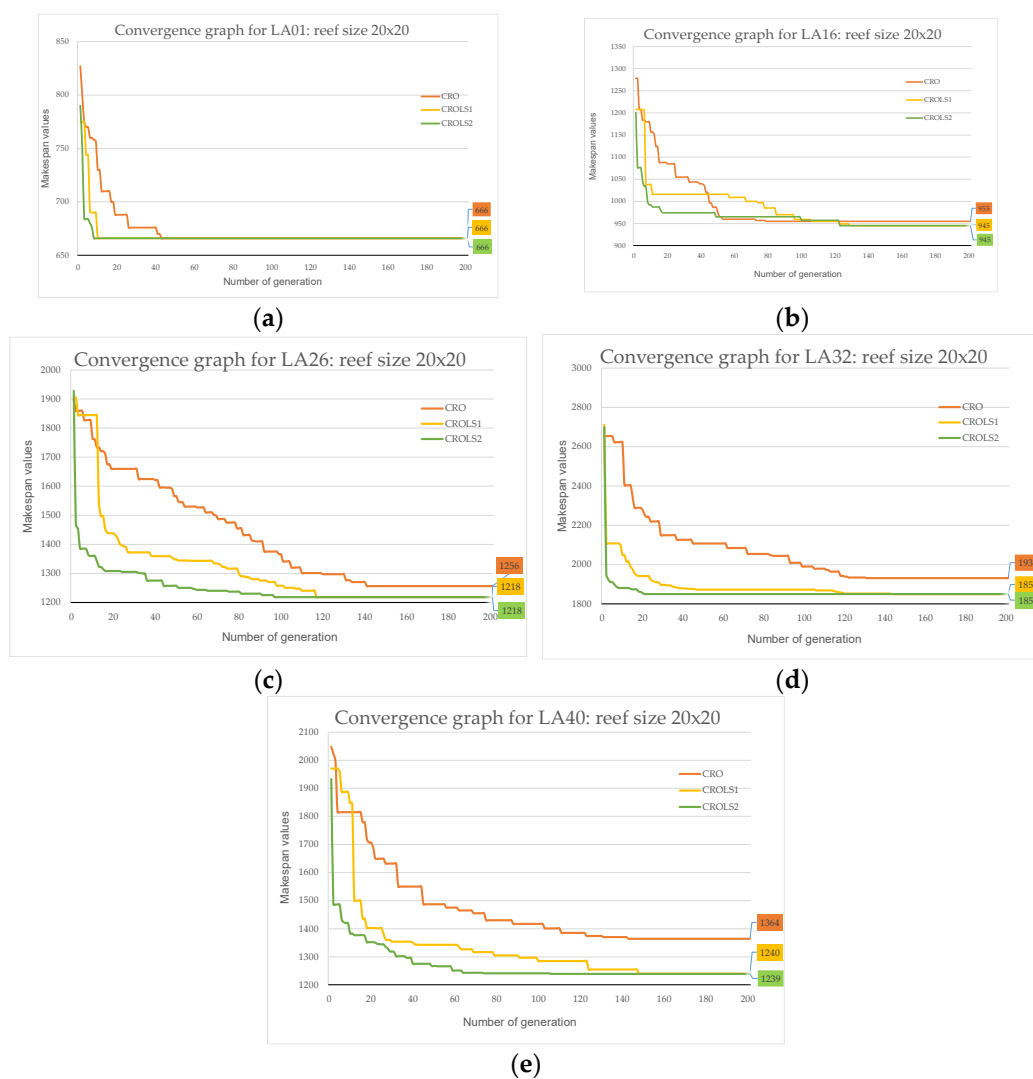 Convergence graph for LA01: reef size 20x20
850
800
750
700
650
Makespan values
CRO
CROLS1
CROLS2
666
666
666
0 20 40 60 80 100 120 140 160 180 200
Number of generation
(a)
Convergence graph for LA16: reef size 20x20
1350
1300
1250
1200
1150
1100
1050
1000
950
900
Makespan values
CRO
CROLS1
CROLS2
955
945
945
0 20 40 60 80 100 120 140 160 180 200
Number of generation
(b)
Convergence graph for LA26: reef size 20x20
2000
1900
1800
1700
1600
1500
1400
1300
1200
Makespan values
CRO
CROLS1
CROLS2
1256
1218
1218
0 20 40 60 80 100 120 140 160 180 200
Number of generation
(c)
Convergence graph for LA32: reef size 20x20
3000
2800
2600
2400
2200
2000
1800
Makespan values
CRO
CROLS1
CROLS2
193
185
185
0 20 40 60 80 100 120 140 160 180 200
Number of generation
(d)
Convergence graph for LA40: reef size 20x20
2100
2000
1900
1800
1700
1600
1500
1400
1300
1200
Makespan values
CRO
CROLS1
CROLS2
1364
1240
1239
0 20 40 60 80 100 120 140 160 180 200
Number of generation
(e)